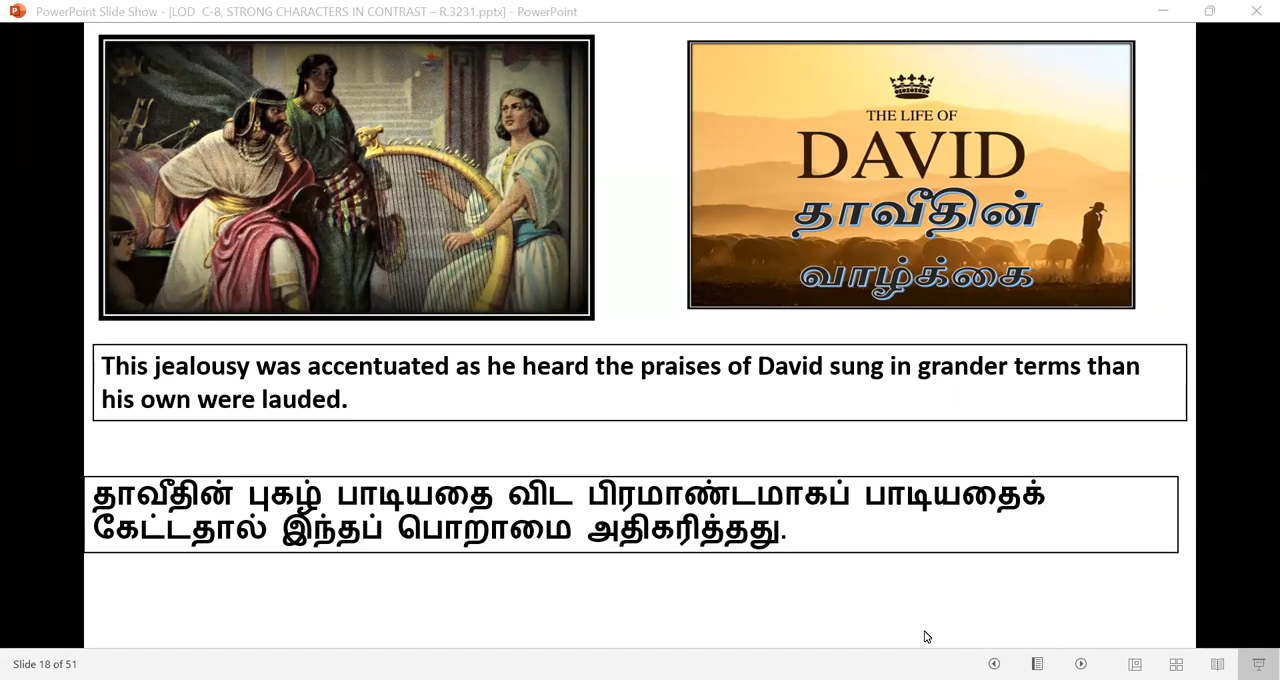 PowerPoint Slide Show - [LOD C-8, STRONG CHARACTERS IN CONTRAST – R.3231.pptx] - PowerPoint
THE LIFE OF
DAVID
தாவீதின்
வாழ்க்கை
This jealousy was accentuated as he heard the praises of David sung in grander terms than
his own were lauded.
தாவீதின் புகழ் பாடியதை விட பிரமாண்டமாகப் பாடியதைக்
கேட்டதால் இந்தப் பொறாமை அதிகரித்தது.
Slide 18 of 51